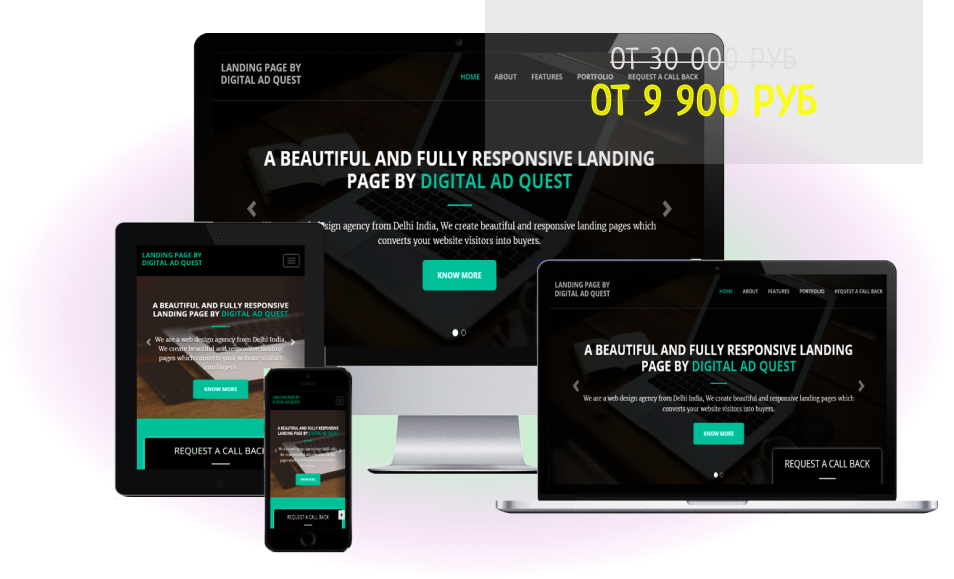 ОТ 30 000 РУБ
ОТ 9 900 РУБ
LANDING PAGE BY
DIGITAL AD QUEST
HOME ABOUT FEATURES PORTFOLIO REQUEST A CALL BACK
A BEAUTIFUL AND FULLY RESPONSIVE LANDING
PAGE BY DIGITAL AD QUEST
agency from Delhi India, We create beautiful and responsive landing pages which
converts your website visitors into buyers.
KNOW MORE
LANDING PAGE BY
DIGITAL AD QUEST
A BEAUTIFUL AND FULLY RESPONSIVE
LANDING PAGE BY DIGITAL AD QUEST
We are a web design agency from Delhi India,
We create beautiful and responsive landing
pages which converts your website visitors
into buyers.
KNOW MORE
REQUEST A CALL BACK
LANDING PAGE BY
DIGITAL AD QUEST
A BEAUTIFUL AND FULLY RESPONSIVE
LANDING PAGE BY DIGITAL AD QUEST
KNOW MORE
REQUEST A CALL BACK
LANDING PAGE BY
DIGITAL AD QUEST
HOME ABOUT FEATURES PORTFOLIO REQUEST A CALL BACK
A BEAUTIFUL AND FULLY RESPONSIVE LANDING
PAGE BY DIGITAL AD QUEST
We are a web design agency from Delhi India, We create beautiful and responsive landing pages which
converts your website visitors into buyers.
KNOW MORE
REQUEST A CALL BACK